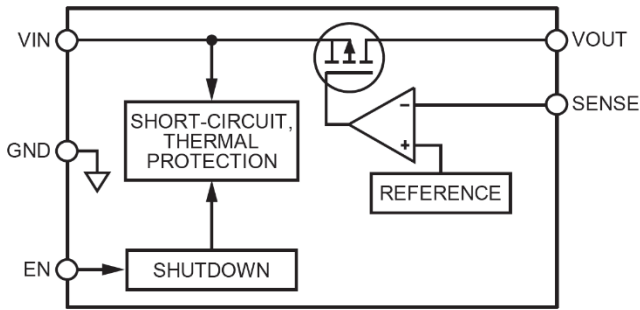 VIN
VOUT
SENSE
SHORT-CIRCUIT,
THERMAL
PROTECTION
GND
-
+
REFERENCE
EN
SHUTDOWN